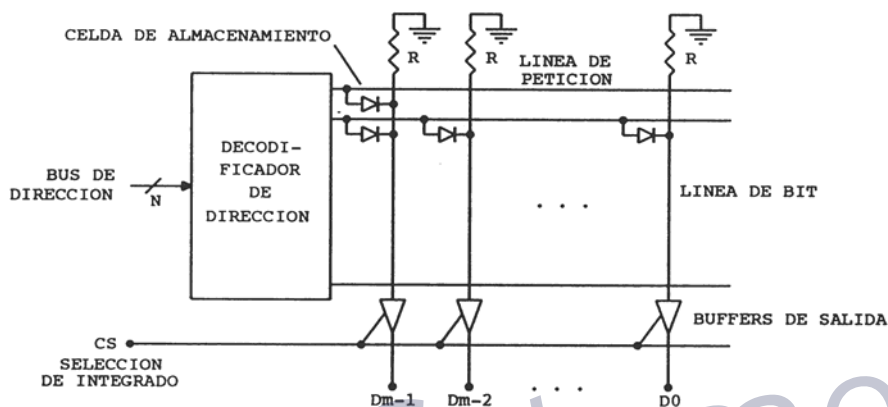 CELDA DE ALMACENAMIENTO
R
R
R
LINEA DE
PETICION
DECODI-
FICADOR
DE
DIRECCION
BUS DE
DIRECCION
N
LINEA DE BIT
. . .
BUFFERS DE SALIDA
CS
SELECCION
DE INTEGRADO
Dm-1
Dm-2
. . .
D0